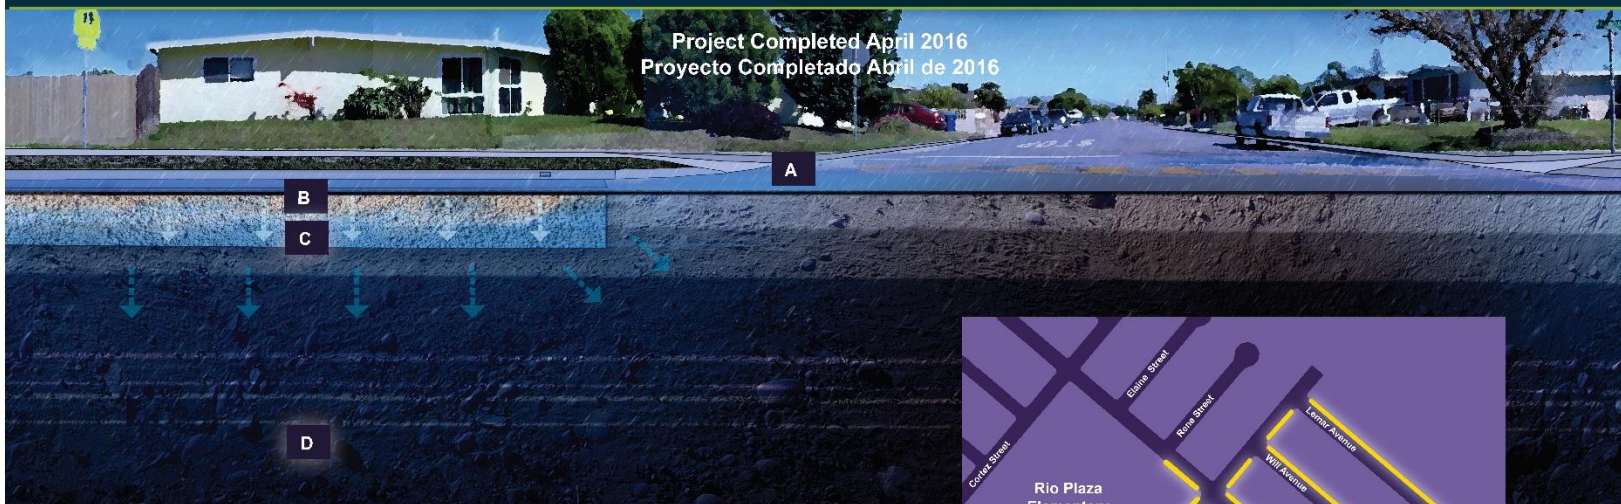 Project Completed April 2016
Proyecto Completado Abril de 2016
STOP
A
B
C
D
Elaine Street
Rene Street
Cortez Street
Lemar Avenue
Will Avenue
Rio Plaza
Elementary